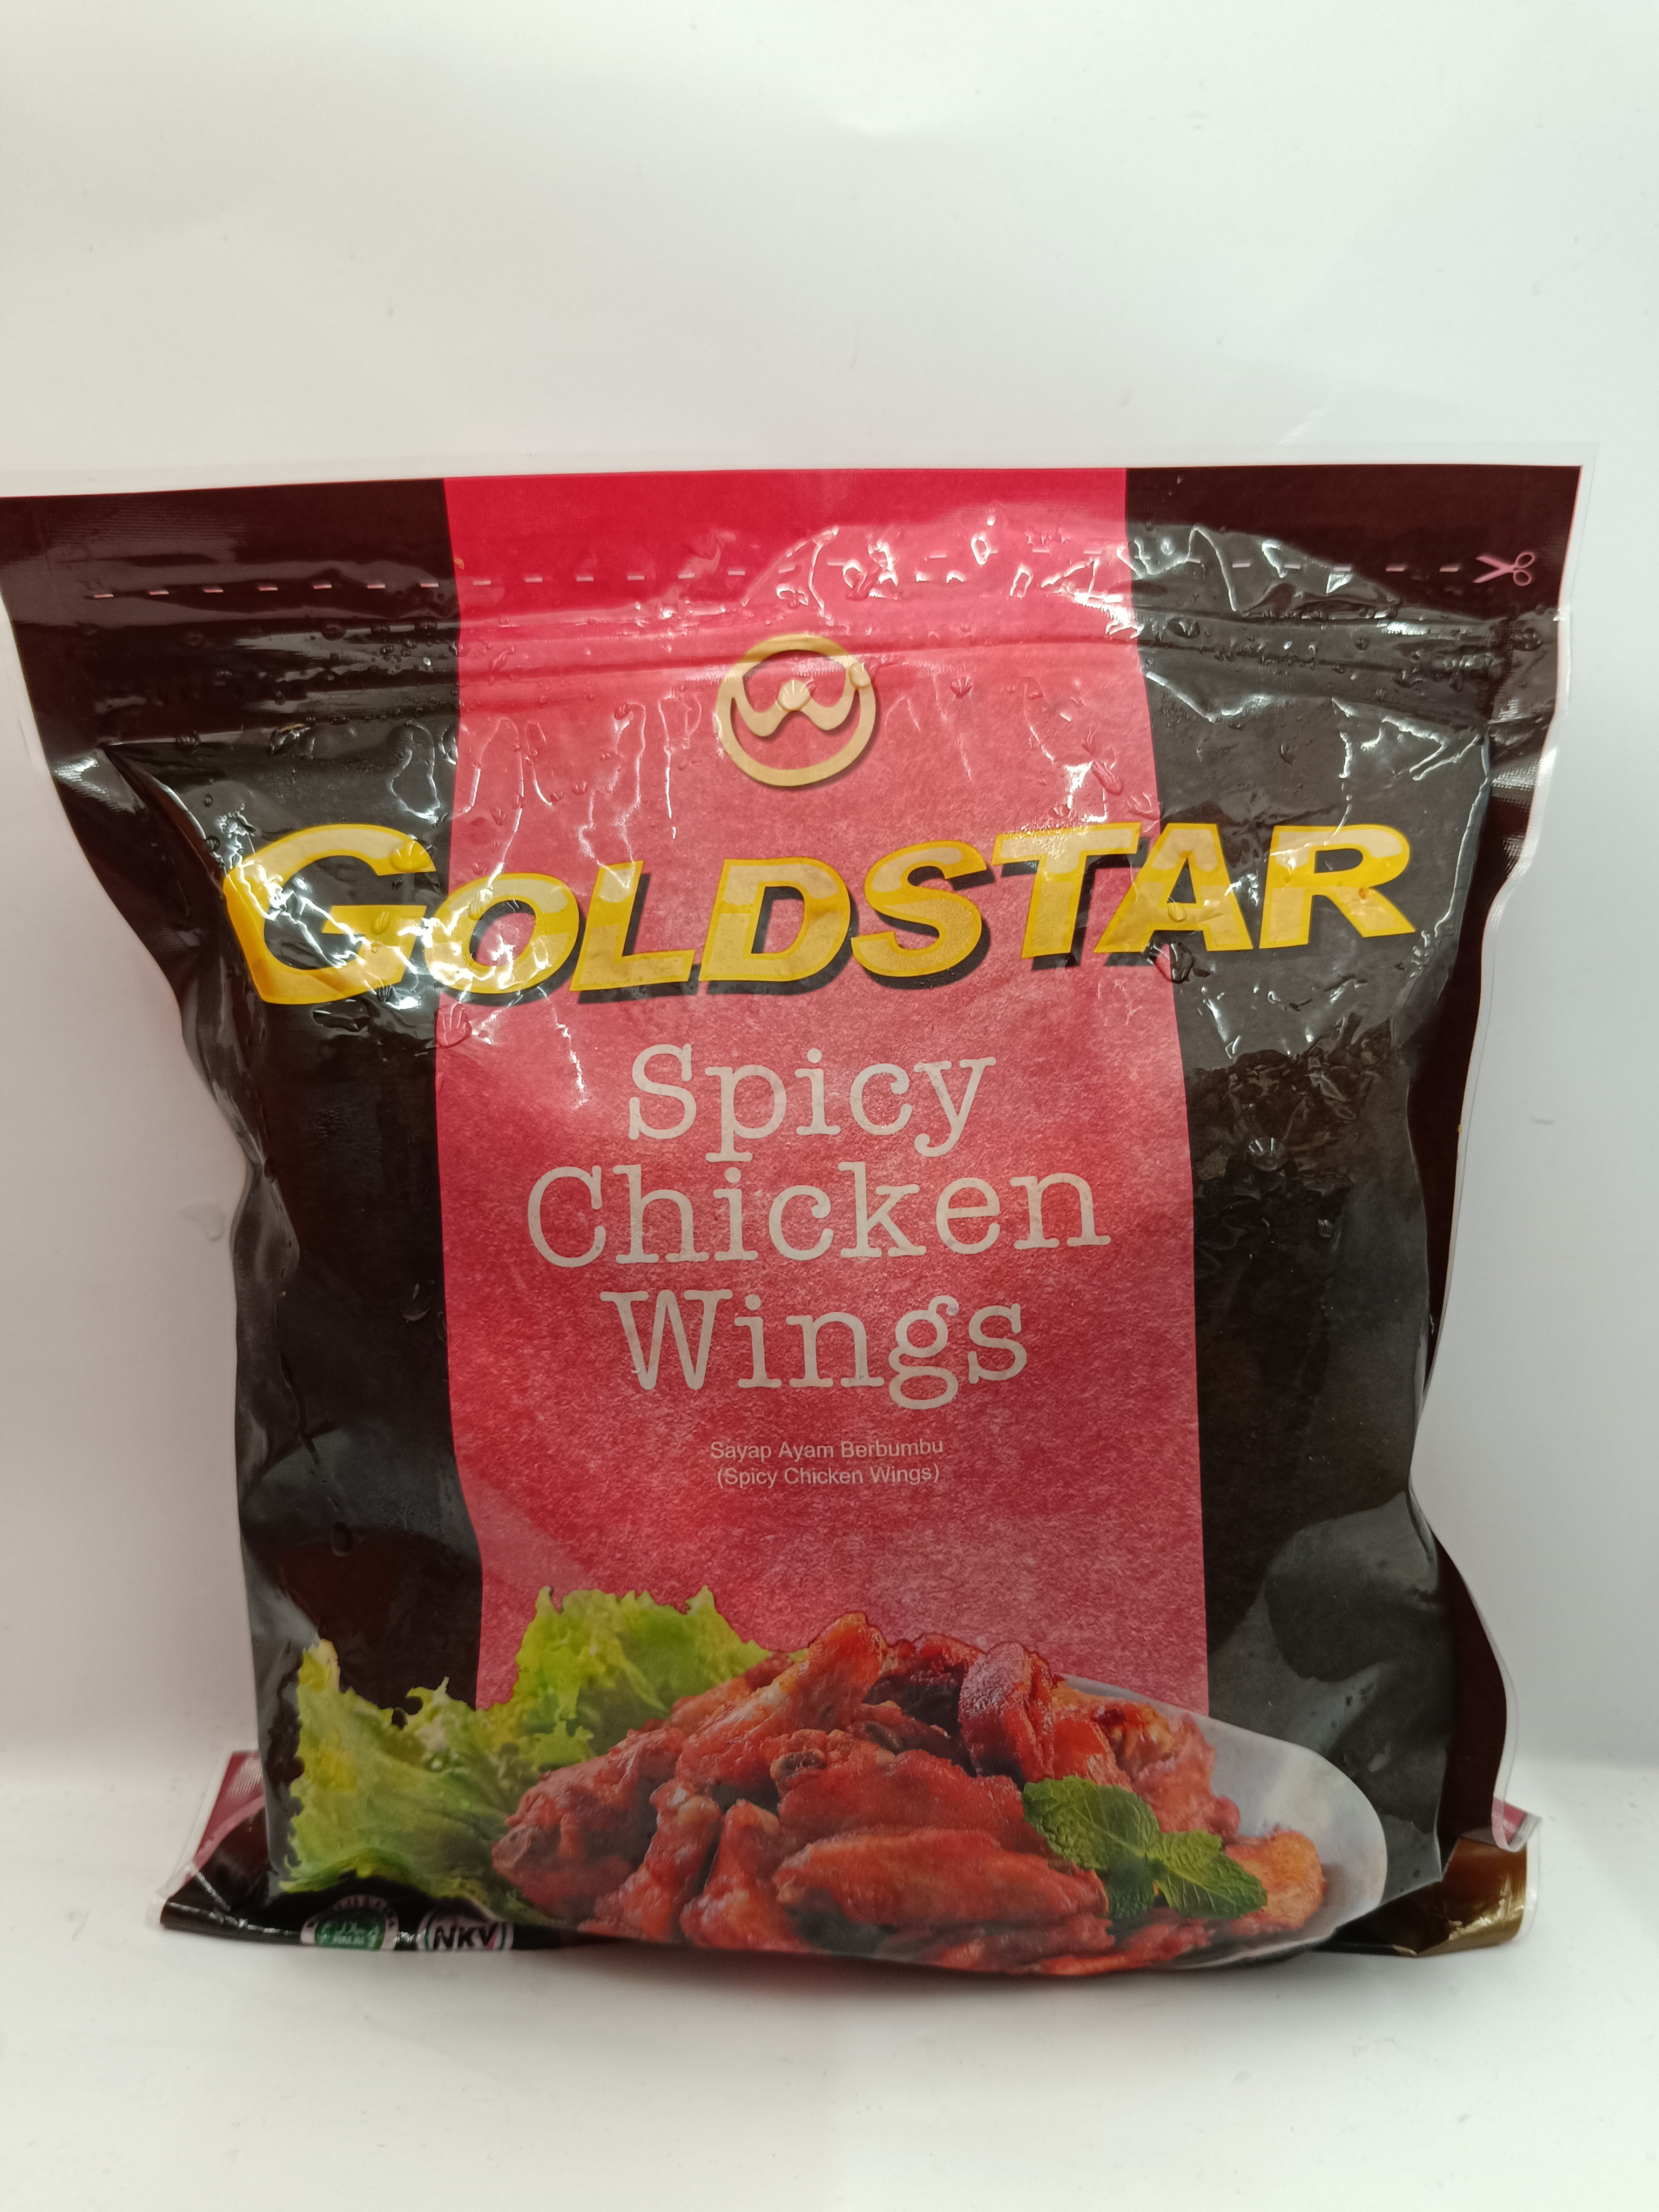 GOLDSTAR
Spicy
Chicken
Wings
Sayap Ayam Berbumbu
(Spicy Chicken Wings)
NKV